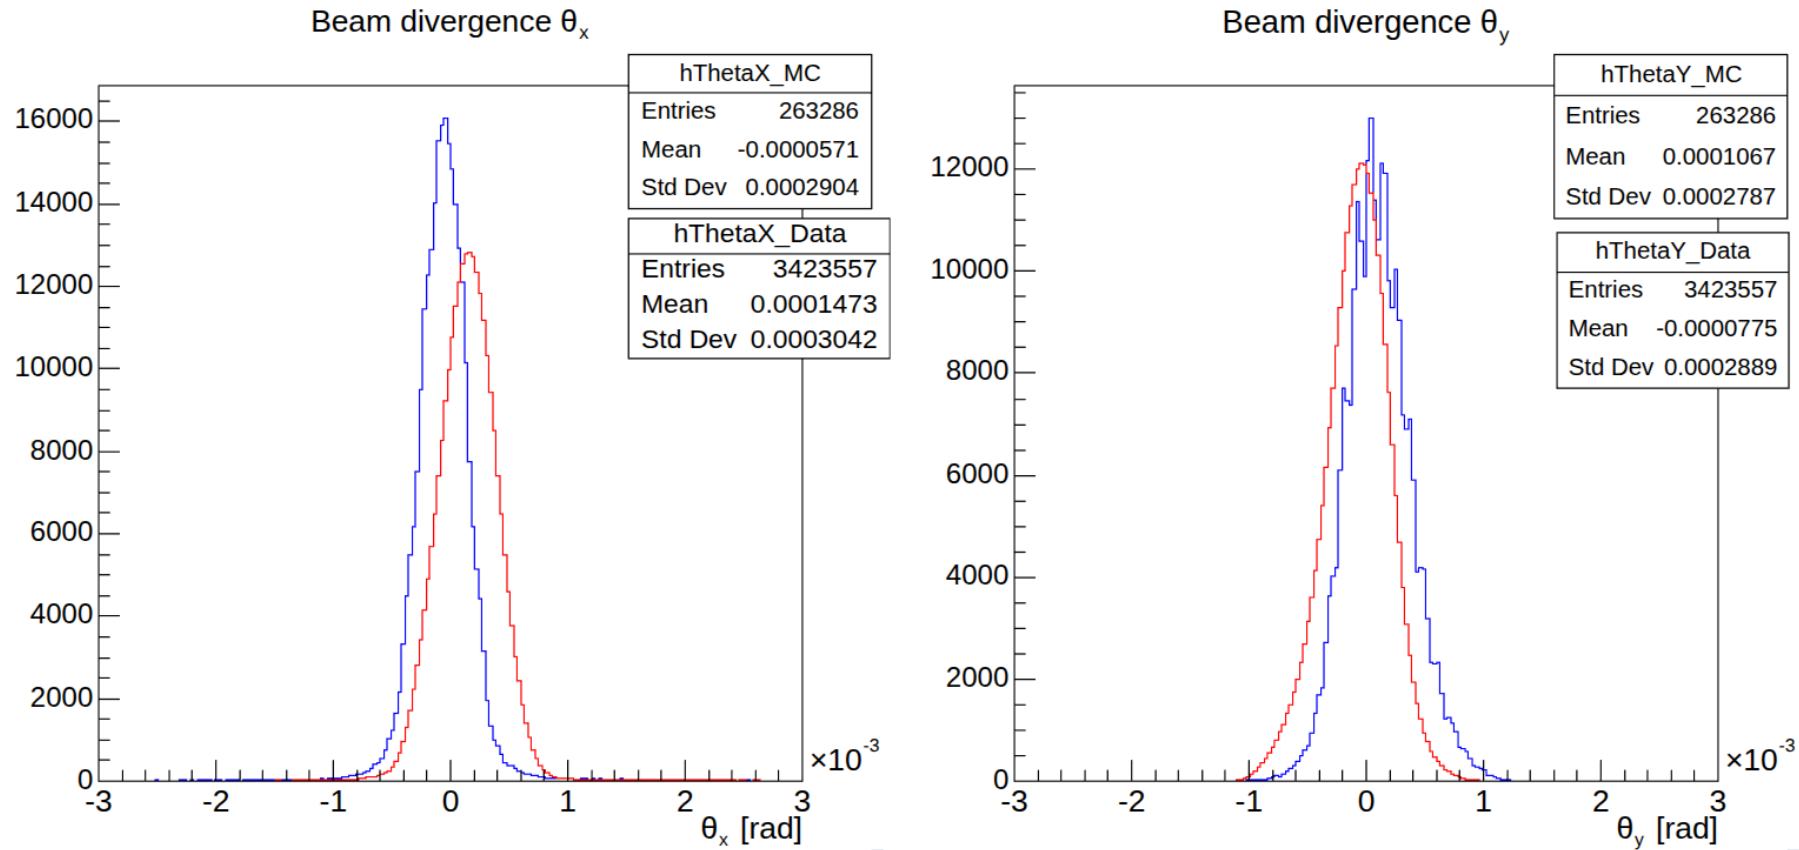 Beam divergence θx
hThetaX_MC
Entries 263286
Mean -0.0000571
Std Dev 0.0002904
hThetaX_Data
Entries 3423557
Mean 0.0001473
Std Dev 0.0003042
16000
14000
12000
10000
8000
6000
4000
2000
0
-3 -2 -1 0 1 2 3
×10-3
θx [rad]
Beam divergence θy
hThetaY_MC
Entries 263286
Mean 0.0001067
Std Dev 0.0002787
hThetaY_Data
Entries 3423557
Mean -0.0000775
Std Dev 0.0002889
12000
10000
8000
6000
4000
2000
0
-3 -2 -1 0 1 2 3
×10-3
θy [rad]